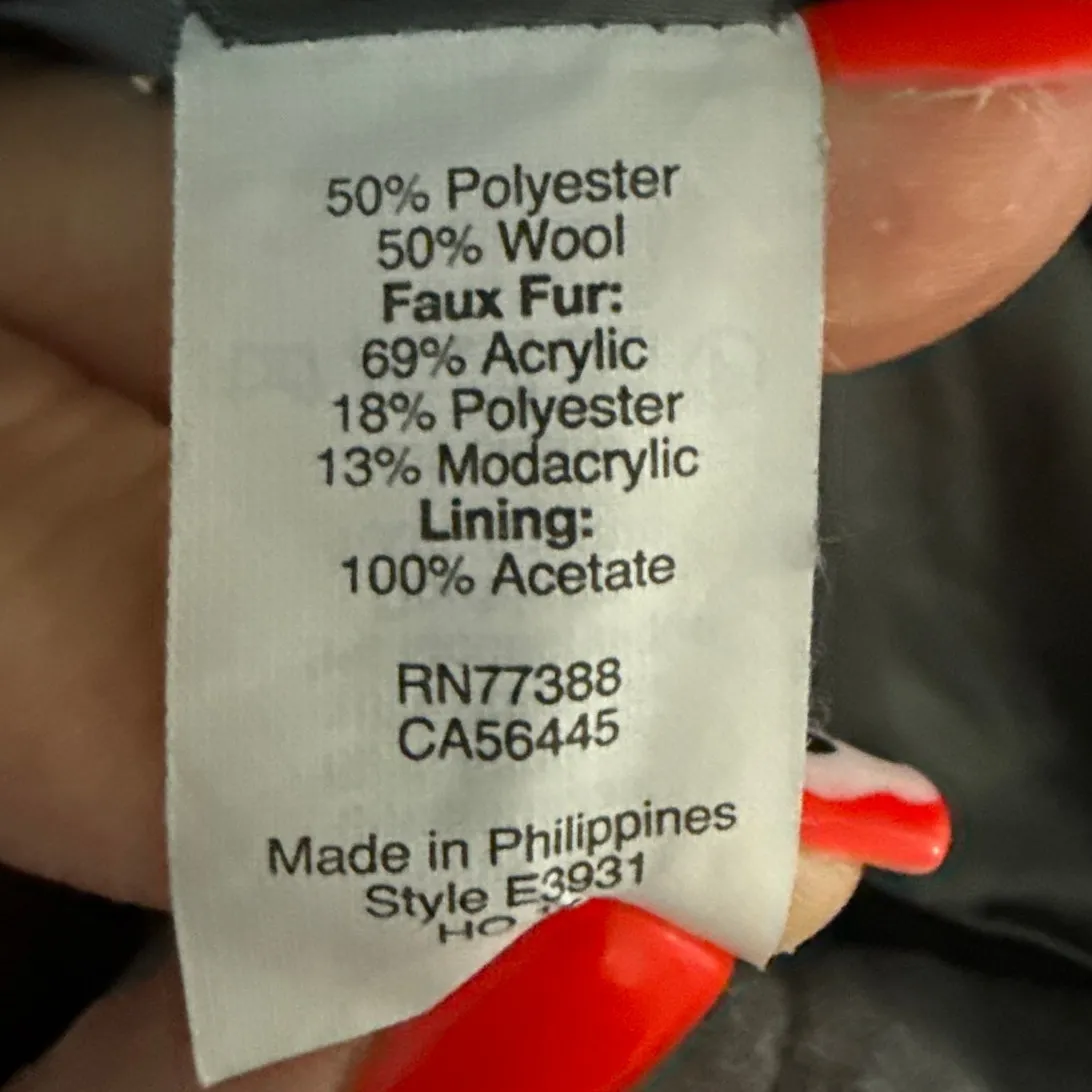 50% Polyester
50% Wool
Faux Fur:
69% Acrylic
18% Polyester
13% Modacrylic
Lining:
100% Acetate
RN77388
CA56445
Made in Philippines
Style E3931
HO